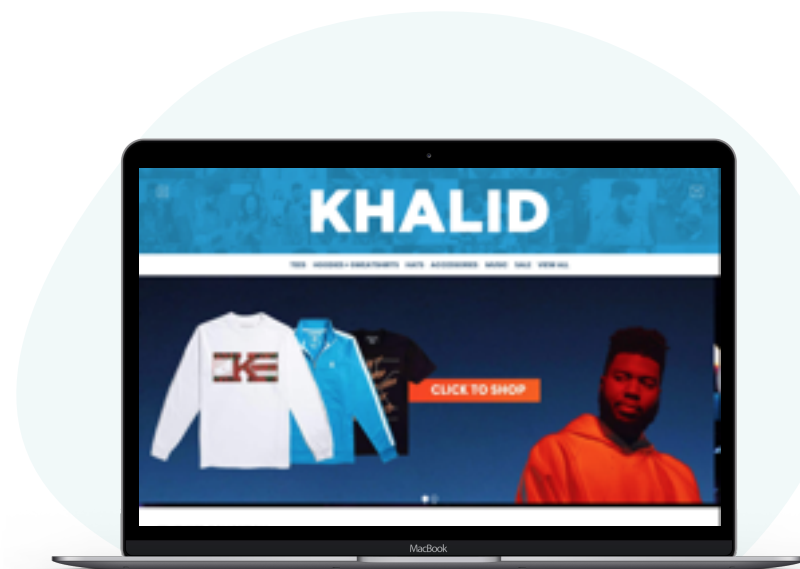 KHALID
TEES HOODIES + SWEATSHIRTS HATS ACCESSORIES MUSIC SALE VIEW ALL
CLICK TO SHOP
MacBook